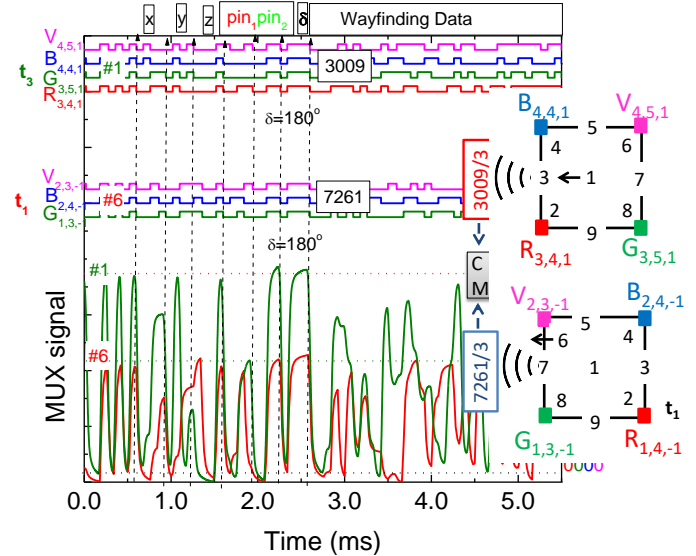 x y z pin1pin2 δ Wayfinding Data
V4,5,1
B4,4,1
t3 #1 3009
G3,5,1
R3,4,1
δ=180°
V2,3,-1
t1 B2,4,-1 #6 7261
G1,3,-1
δ=180°
#1
#6
MUX signal
0.0 1.0 2.0 3.0 4.0 5.0
Time (ms)
3009/3
C
M
7261/3
B4,4,1 5 V4,5,1
4 6
3 1 7
2 8
R3,4,1 9 G3,5,1
V2,3,-1 5 B2,4,-1
6 4
7 1 3
8 2 t1
G1,3,-1 9 R1,4,-1